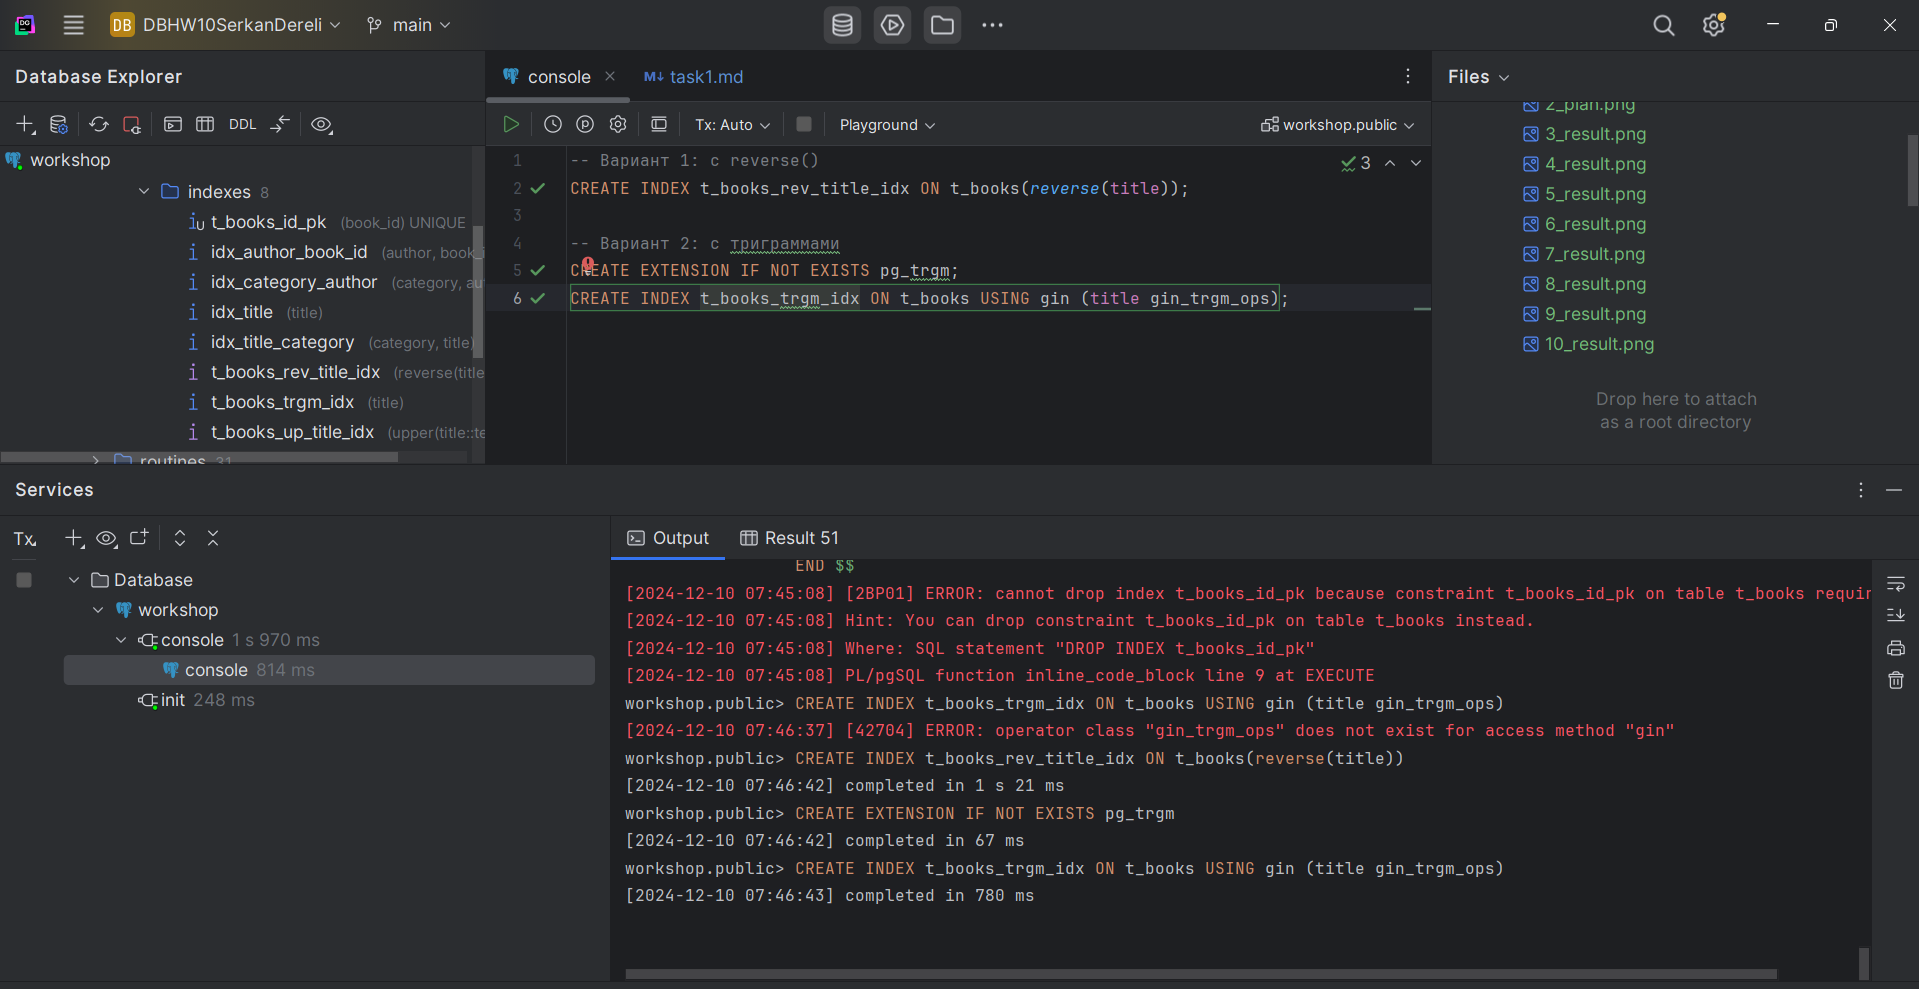 DB DBHW10SerkanDereli main
Database Explorer
DDL
workshop
indexes 8
t_books_id_pk (book_id) UNIQUE
idx_author_book_id (author, book_i
idx_category_author (category, au
idx_title (title)
idx_title_category (category, title)
t_books_rev_title_idx (reverse(title
t_books_trgm_idx (title)
t_books_up_title_idx (upper(title::te
routines 31
console M↓ task1.md
Tx: Auto Playground workshop.public
1 -- Вариант 1: с reverse()
2 CREATE INDEX t_books_rev_title_idx ON t_books(reverse(title));
3
4 -- Вариант 2: с триграммами
5 CREATE EXTENSION IF NOT EXISTS pg_trgm;
6 CREATE INDEX t_books_trgm_idx ON t_books USING gin (title gin_trgm_ops);
3
Files
2_plan.png
3_result.png
4_result.png
5_result.png
6_result.png
7_result.png
8_result.png
9_result.png
10_result.png
Drop here to attach
as a root directory
Services
Tx
Database
workshop
console 1 s 970 ms
console 814 ms
init 248 ms
Output Result 51
END $$
[2024-12-10 07:45:08] [2BP01] ERROR: cannot drop index t_books_id_pk because constraint t_books_id_pk on table t_books requir
[2024-12-10 07:45:08] Hint: You can drop constraint t_books_id_pk on table t_books instead.
[2024-12-10 07:45:08] Where: SQL statement "DROP INDEX t_books_id_pk"
[2024-12-10 07:45:08] PL/pgSQL function inline_code_block line 9 at EXECUTE
workshop.public> CREATE INDEX t_books_trgm_idx ON t_books USING gin (title gin_trgm_ops)
[2024-12-10 07:46:37] [42704] ERROR: operator class "gin_trgm_ops" does not exist for access method "gin"
workshop.public> CREATE INDEX t_books_rev_title_idx ON t_books(reverse(title))
[2024-12-10 07:46:42] completed in 1 s 21 ms
workshop.public> CREATE EXTENSION IF NOT EXISTS pg_trgm
[2024-12-10 07:46:42] completed in 67 ms
workshop.public> CREATE INDEX t_books_trgm_idx ON t_books USING gin (title gin_trgm_ops)
[2024-12-10 07:46:43] completed in 780 ms